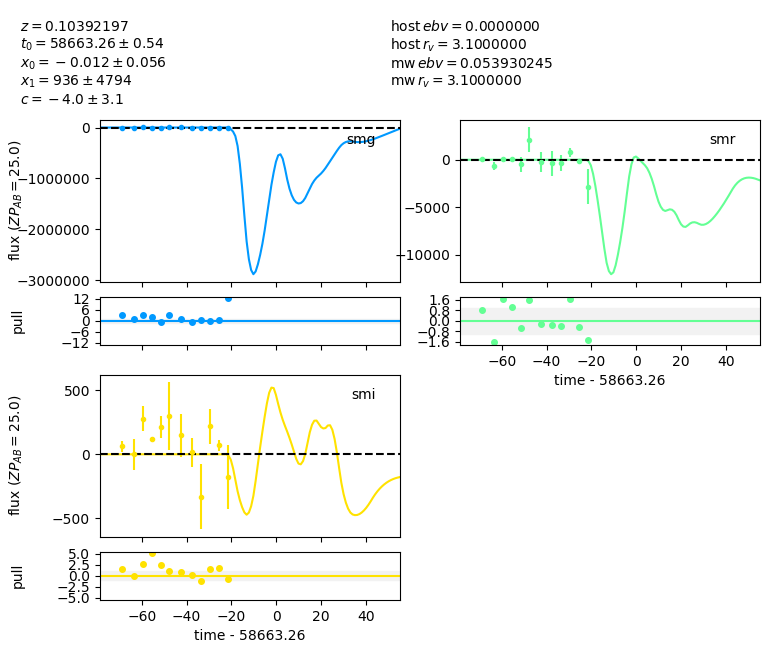 z = 0.10392197
t₀ = 58663.26 ± 0.54
x₀ = −0.012 ± 0.056
x₁ = 936 ± 4794
c = −4.0 ± 3.1
host ebv = 0.0000000
host r_v = 3.1000000
mw ebv = 0.053930245
mw r_v = 3.1000000
smg
flux (ZP_AB = 25.0)
0
−1000000
−2000000
−3000000
smr
0
−5000
−10000
pull
12
6
0
−6
−12
1.6
0.8
0.0
−0.8
−1.6
−60 −40 −20 0 20 40
time - 58663.26
smi
flux (ZP_AB = 25.0)
500
0
−500
pull
5.0
2.5
0.0
−2.5
−5.0
−60 −40 −20 0 20 40
time - 58663.26